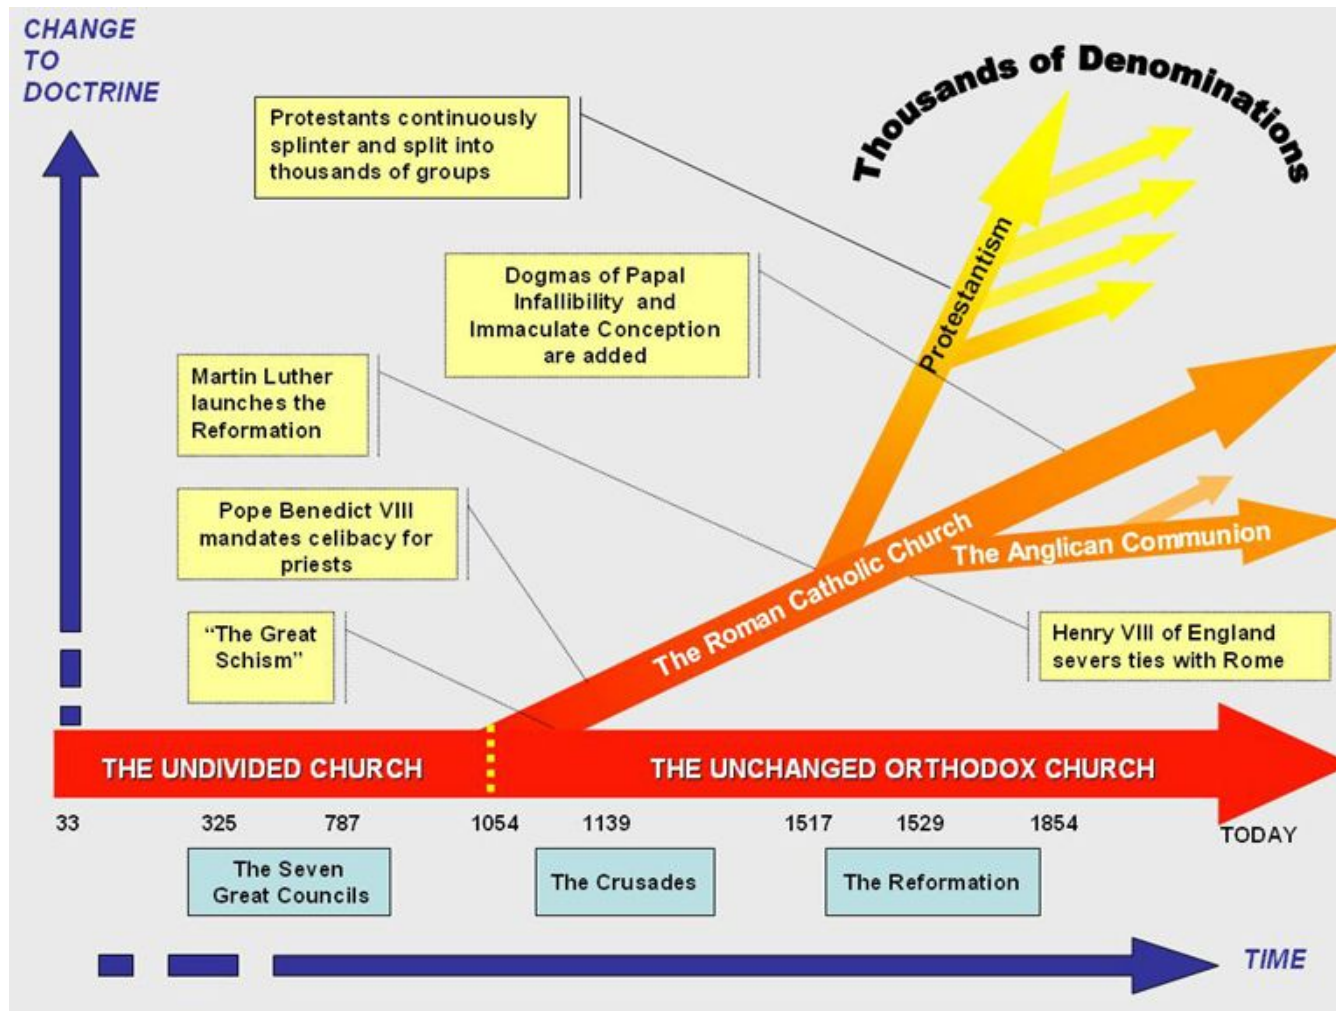 CHANGE
TO
DOCTRINE
Thousands of Denominations
Protestants continuously
splinter and split into
thousands of groups
Dogmas of Papal
Infallibility and
Immaculate Conception
are added
Protestantism
Martin Luther
launches the
Reformation
Pope Benedict VIII
mandates celibacy for
priests
The Roman Catholic Church
The Anglican Communion
"The Great
Schism"
Henry VIII of England
severs ties with Rome
THE UNDIVIDED CHURCH
THE UNCHANGED ORTHODOX CHURCH
33 325 787 1054 1139 1517 1529 1854 TODAY
The Seven
Great Councils
The Crusades
The Reformation
TIME